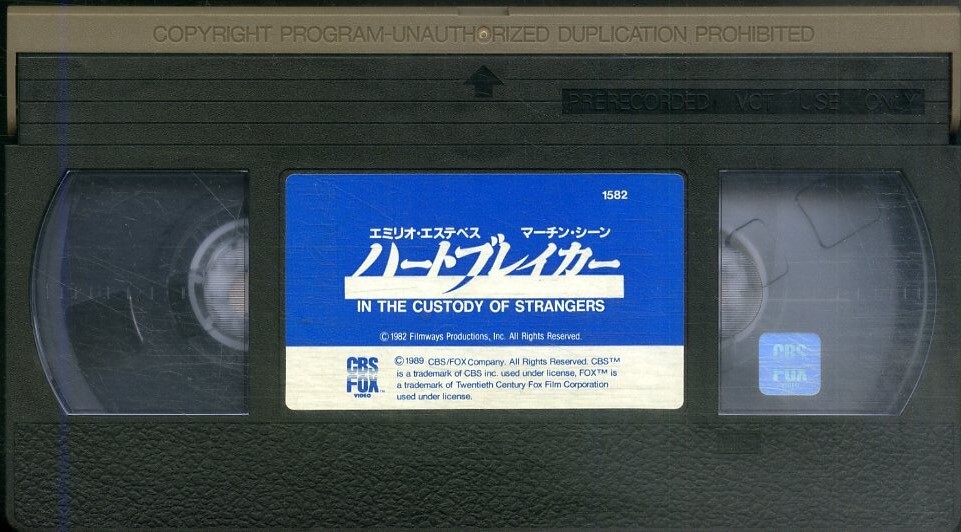 COPYRIGHT PROGRAM-UNAUTHORIZED DUPLICATION PROHIBITED
PRERECORDED VCT USE ONLY
1582
エミリオ・エステベス マーチン・シーン
ハートブレイカー
IN THE CUSTODY OF STRANGERS
©1982 Filmways Productions, Inc. All Rights Reserved.
CBS
FOX™
VIDEO
©1989 CBS/FOX Company. All Rights Reserved. CBS™
is a trademark of CBS inc. used under license, FOX™ is
a trademark of Twentieth Century Fox Film Corporation
used under license.
CBS
FOX
VIDEO